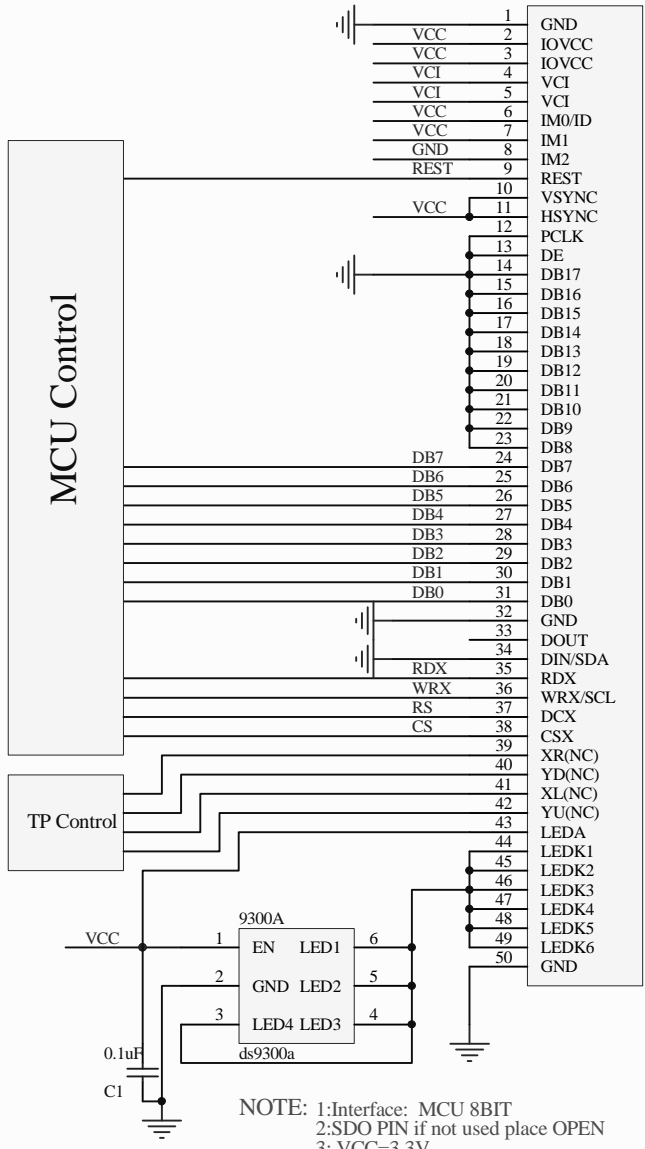 1 GND
VCC 2 IOVCC
VCC 3 IOVCC
VCI 4 VCI
VCI 5 VCI
VCC 6 IM0/ID
VCC 7 IM1
GND 8 IM2
REST 9 REST
10 VSYNC
VCC 11 HSYNC
12 PCLK
13 DE
14 DB17
15 DB16
16 DB15
17 DB14
18 DB13
19 DB12
20 DB11
21 DB10
22 DB9
23 DB8
DB7 24 DB7
DB6 25 DB6
DB5 26 DB5
DB4 27 DB4
DB3 28 DB3
DB2 29 DB2
DB1 30 DB1
DB0 31 DB0
32 GND
33 DOUT
34 DIN/SDA
RDX 35 RDX
WRX 36 WRX/SCL
RS 37 DCX
CS 38 CSX
39 XR(NC)
40 YD(NC)
41 XL(NC)
42 YU(NC)
43 LEDA
44 LEDK1
45 LEDK2
46 LEDK3
47 LEDK4
48 LEDK5
49 LEDK6
50 GND
MCU Control
TP Control
9300A
VCC 1 EN LED1 6
2 GND LED2 5
3 LED4 LED3 4
ds9300a
0.1uF
C1
NOTE: 1:Interface: MCU 8BIT
2:SDO PIN if not used place OPEN
3: VCC=3.3V